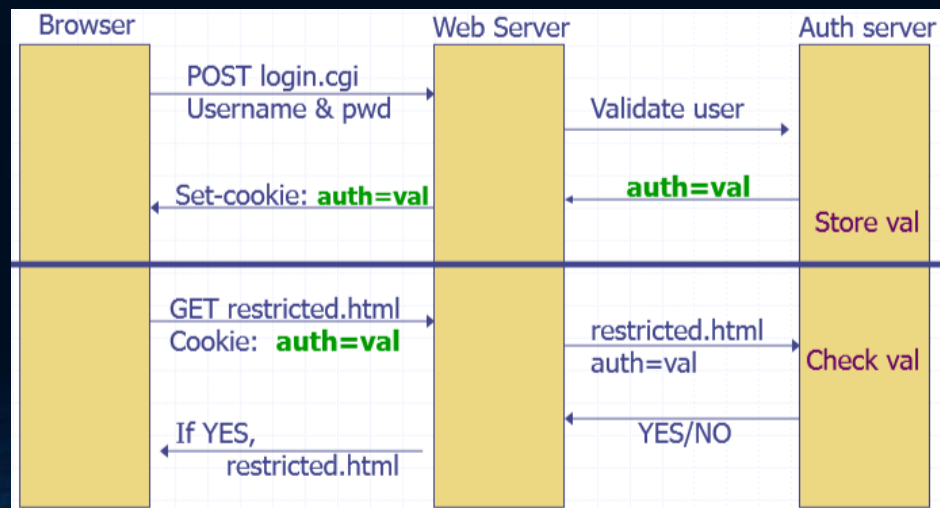 Browser
Web Server
Auth server
POST login.cgi
Username & pwd
Validate user
Set-cookie: auth=val
auth=val
Store val
GET restricted.html
Cookie: auth=val
restricted.html
auth=val
Check val
If YES,
restricted.html
YES/NO